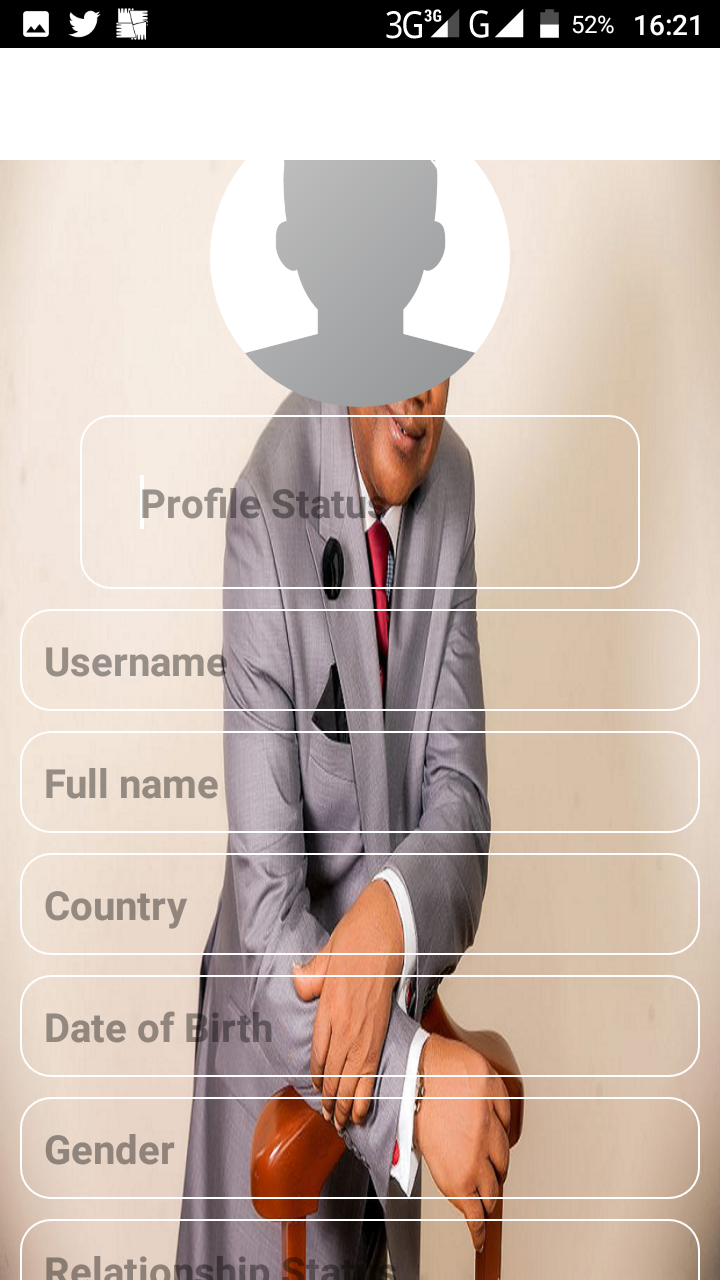 3G 3G G 52% 16:21
Profile Status
Username
Full name
Country
Date of Birth
Gender
Relationship Status